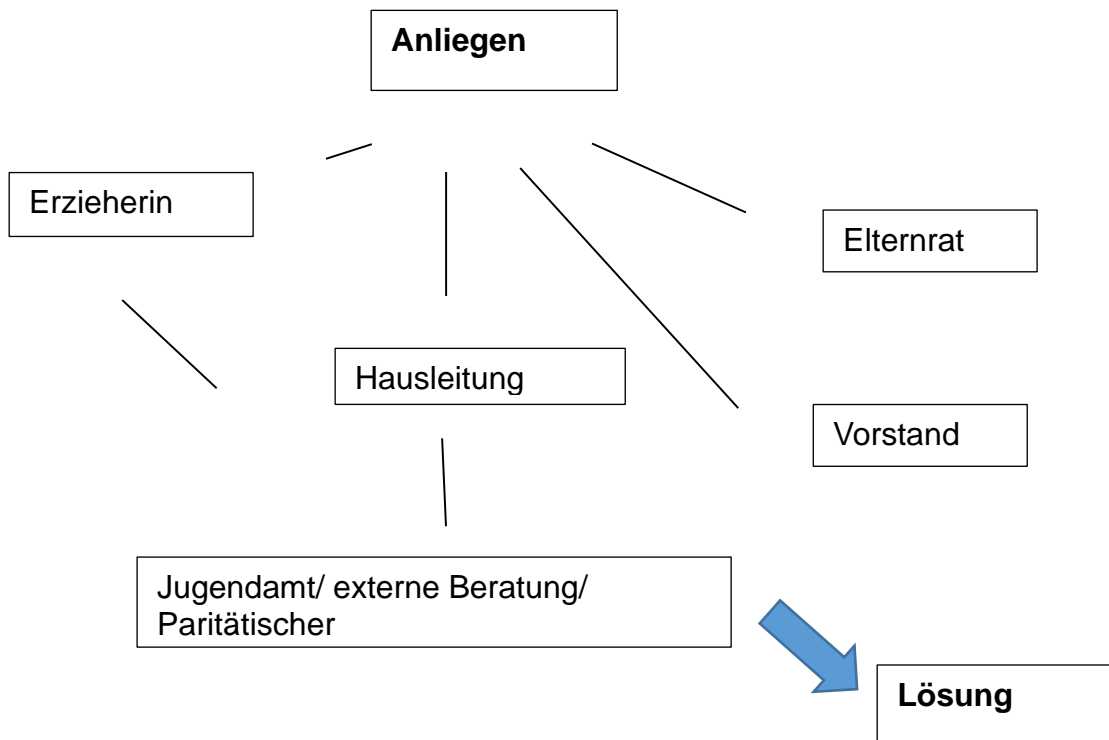 Anliegen
Erzieherin
Elternrat
Hausleitung
Vorstand
Jugendamt/ externe Beratung/
Paritätischer
Lösung